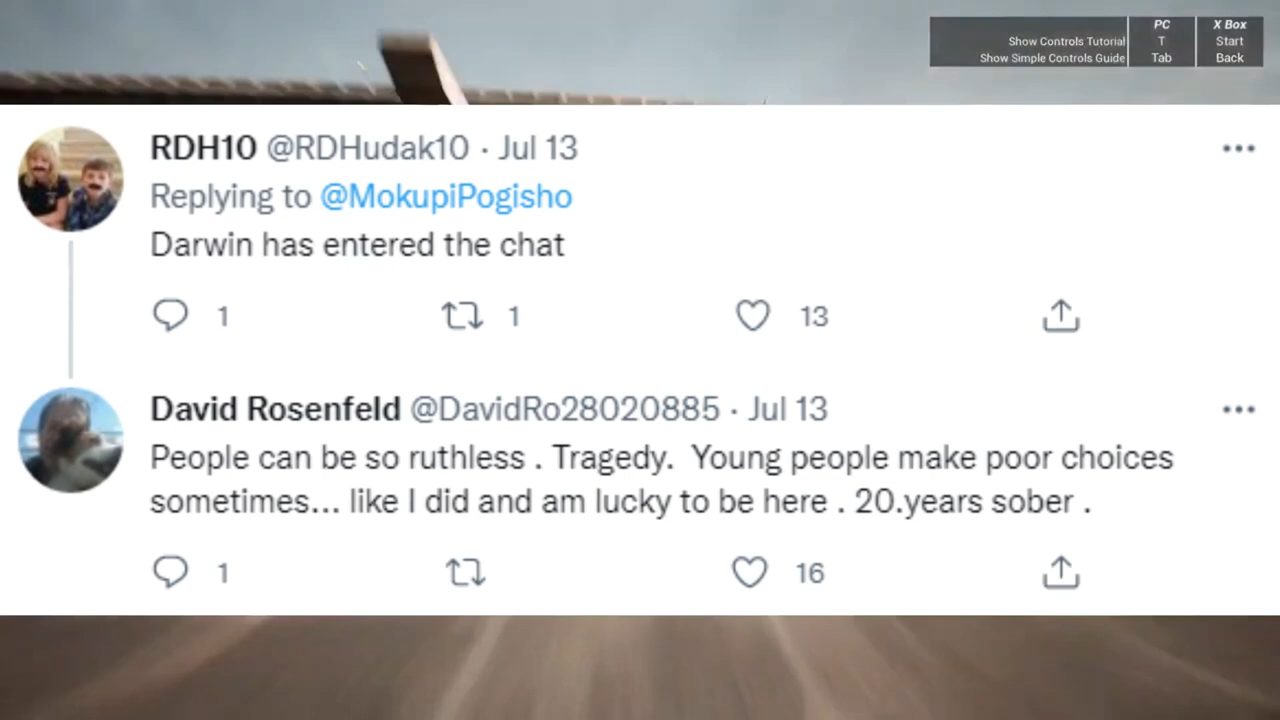 PC X Box
Show Controls Tutorial T Start
Show Simple Controls Guide Tab Back
RDH10 @RDHudak10 · Jul 13
Replying to @MokupiPogisho
Darwin has entered the chat
1 1 13
David Rosenfeld @DavidRo28020885 · Jul 13
People can be so ruthless . Tragedy.  Young people make poor choices
sometimes... like I did and am lucky to be here . 20.years sober .
1 16